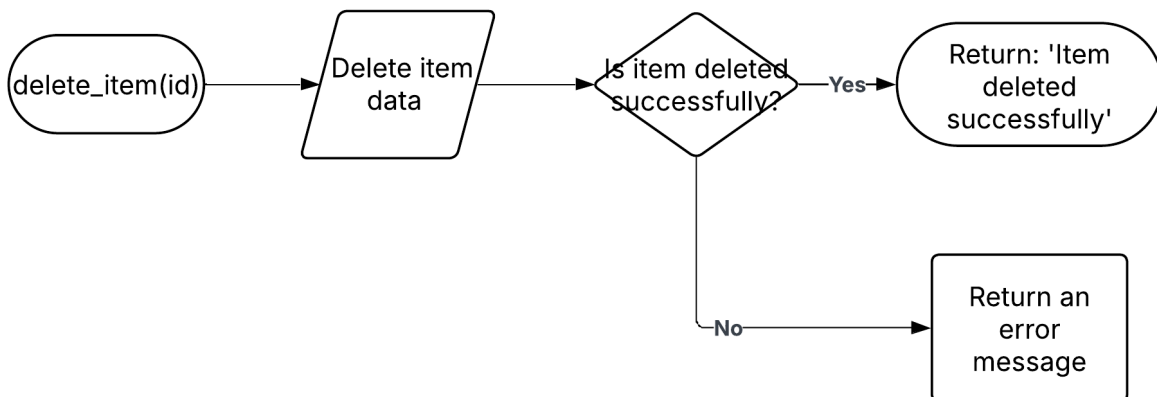 delete_item(id)
Delete item
data
Is item deleted
successfully?
Yes
Return: 'Item
deleted
successfully'
No
Return an
error
message